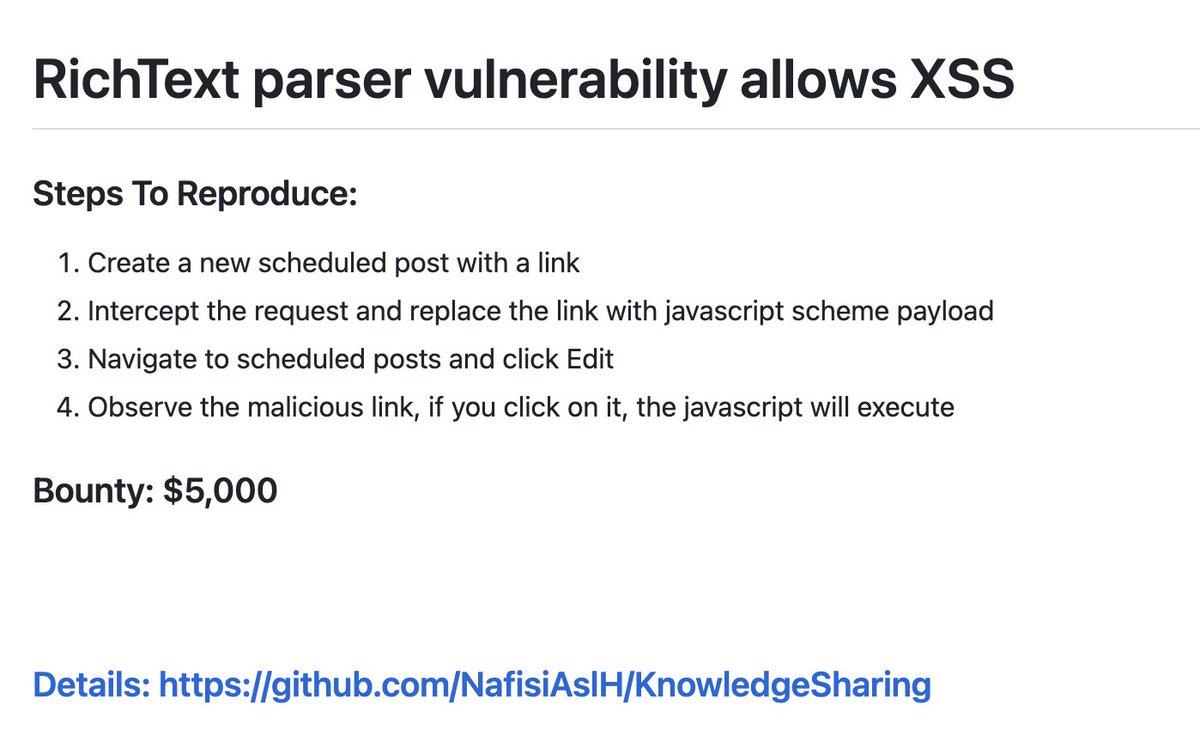 RichText parser vulnerability allows XSS
Steps To Reproduce:
1. Create a new scheduled post with a link
2. Intercept the request and replace the link with javascript scheme payload
3. Navigate to scheduled posts and click Edit
4. Observe the malicious link, if you click on it, the javascript will execute
Bounty: $5,000
Details: https://github.com/NafisiAslH/KnowledgeSharing